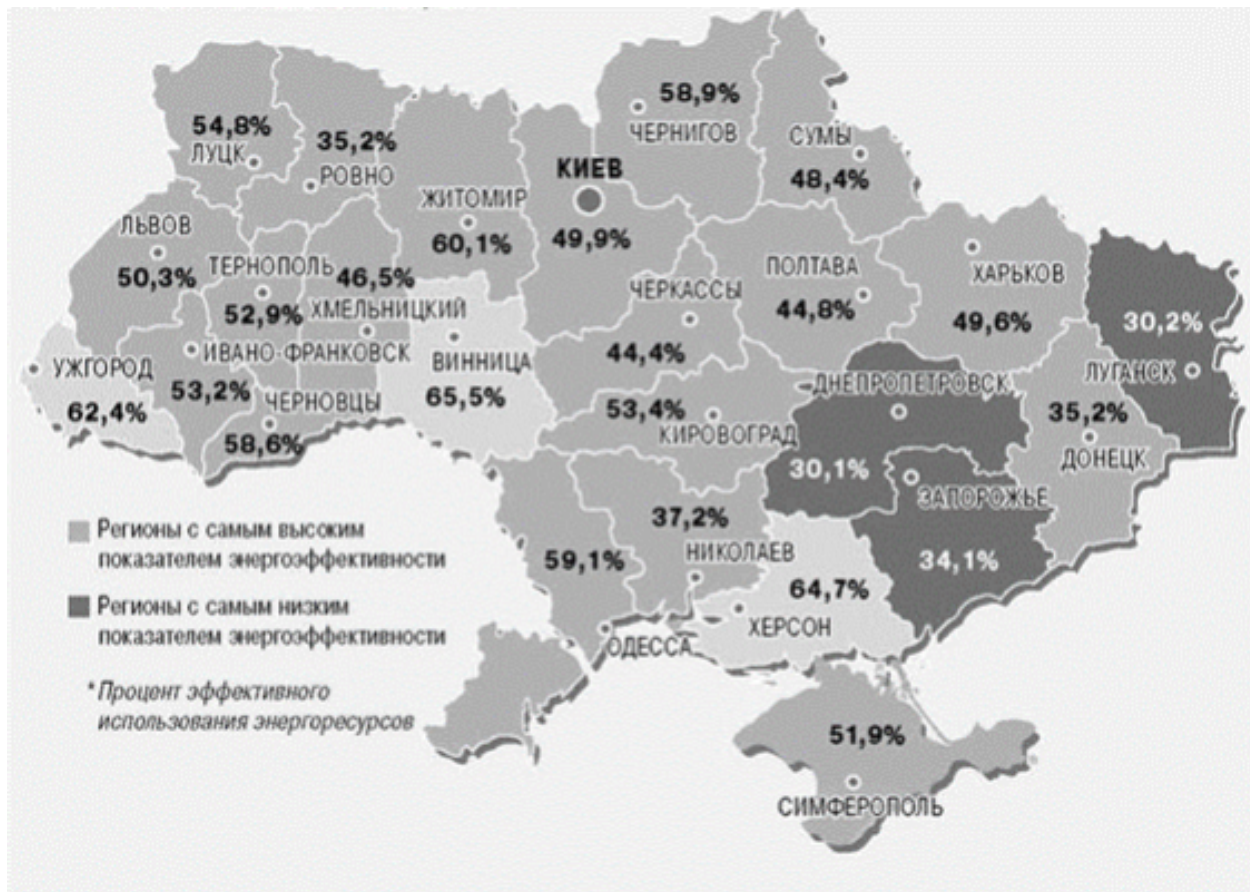 58,9%
ЧЕРНИГОВ
54,8%
ЛУЦК
35,2%
РОВНО
СУМЫ
48,4%
КИЕВ
49,9%
ЖИТОМИР
60,1%
ЛЬВОВ
50,3%
ТЕРНОПОЛЬ
52,9%
46,5%
ХМЕЛЬНИЦКИЙ
ЧЕРКАССЫ
44,4%
ПОЛТАВА
44,8%
ХАРЬКОВ
49,6%
30,2%
ЛУГАНСК
УЖГОРОД
62,4%
ИВАНО-ФРАНКОВСК
53,2%
ЧЕРНОВЦЫ
58,6%
ВИННИЦА
65,5%
53,4%
КИРОВОГРАД
ДНЕПРОПЕТРОВСК
30,1%
35,2%
ДОНЕЦК
ЗАПОРОЖЬЕ
34,1%
37,2%
НИКОЛАЕВ
59,1%
ОДЕССА
64,7%
ХЕРСОН
51,9%
СИМФЕРОПОЛЬ
Регионы с самым высоким
показателем энергоэффективности
Регионы с самым низким
показателем энергоэффективности
* Процент эффективного
использования энергоресурсов